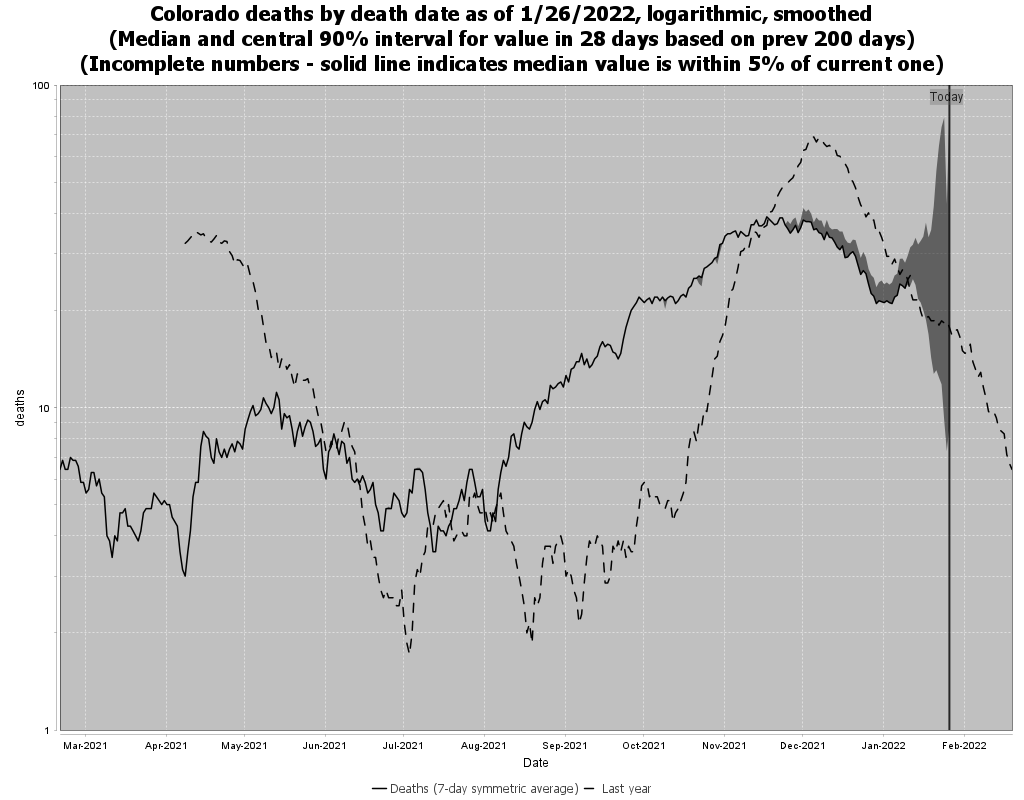 Colorado deaths by death date as of 1/26/2022, logarithmic, smoothed
(Median and central 90% interval for value in 28 days based on prev 200 days)
(Incomplete numbers - solid line indicates median value is within 5% of current one)
100
Today
10
deaths
1
Mar-2021 Apr-2021 May-2021 Jun-2021 Jul-2021 Aug-2021 Sep-2021 Oct-2021 Nov-2021 Dec-2021 Jan-2022 Feb-2022
Date
Deaths (7-day symmetric average) Last year